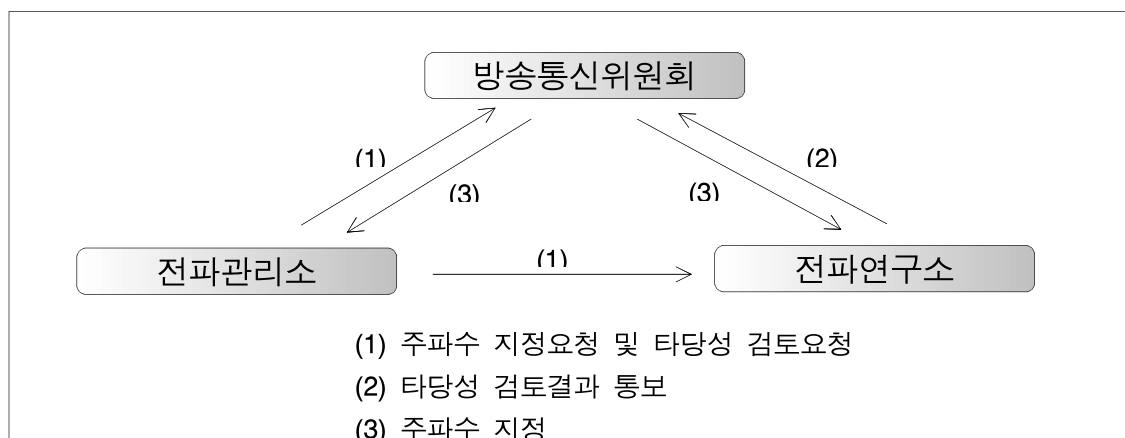 방송통신위원회
(1)
(2)
(3)
(3)
전파관리소
(1)
전파연구소
(1) 주파수 지정요청 및 타당성 검토요청
(2) 타당성 검토결과 통보
(3) 주파수 지정